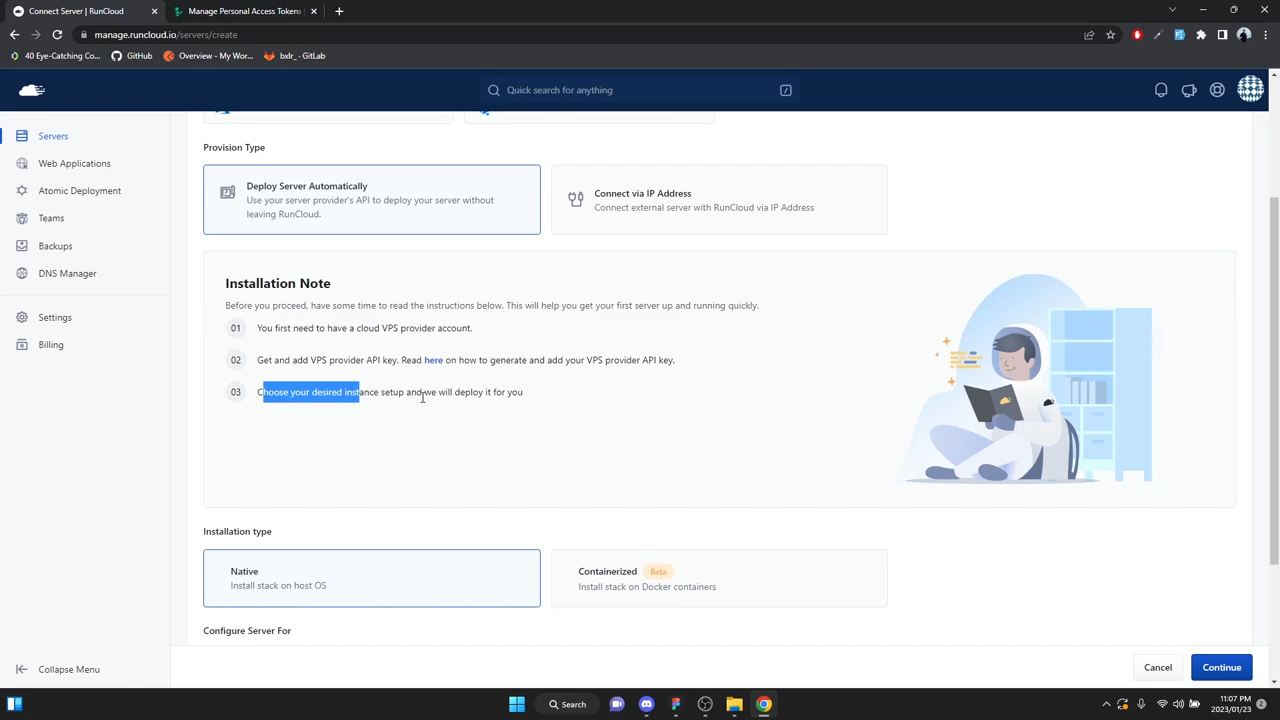 Connect Server | RunCloud
Manage Personal Access Tokens
manage.runcloud.io/servers/create
40 Eye-Catching Co...
GitHub
Overview - My Wor...
bxlr_ · GitLab
Quick search for anything
/
Servers
Web Applications
Atomic Deployment
Teams
Backups
DNS Manager
Settings
Billing
Collapse Menu
Provision Type
Deploy Server Automatically
Use your server provider's API to deploy your server without
leaving RunCloud.
Connect via IP Address
Connect external server with RunCloud via IP Address
Installation Note
Before you proceed, have some time to read the instructions below. This will help you get your first server up and running quickly.
01 You first need to have a cloud VPS provider account.
02 Get and add VPS provider API key. Read here on how to generate and add your VPS provider API key.
03 Choose your desired instance setup and we will deploy it for you
Installation type
Native
Install stack on host OS
Containerized Beta
Install stack on Docker containers
Configure Server For
Cancel
Continue
Search
11:07 PM
2023/01/23